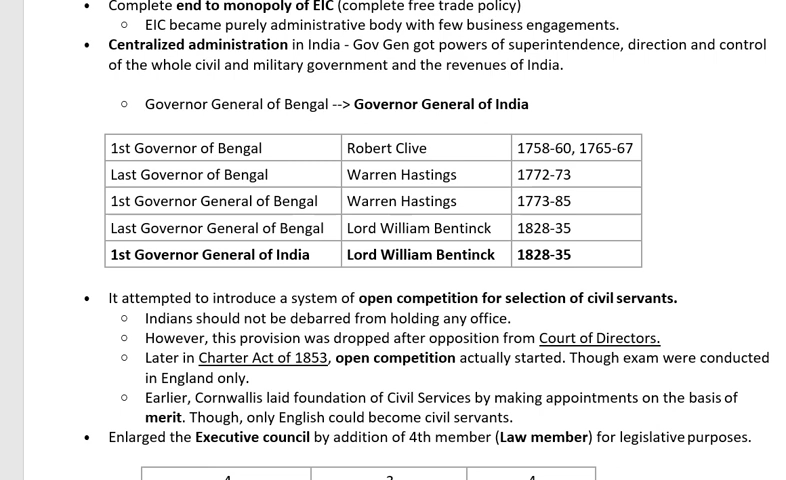 • Complete end to monopoly of EIC (complete free trade policy)
○ EIC became purely administrative body with few business engagements.
• Centralized administration in India - Gov Gen got powers of superintendence, direction and control
of the whole civil and military government and the revenues of India.
○ Governor General of Bengal --> Governor General of India
1st Governor of Bengal Robert Clive 1758-60, 1765-67
Last Governor of Bengal Warren Hastings 1772-73
1st Governor General of Bengal Warren Hastings 1773-85
Last Governor General of Bengal Lord William Bentinck 1828-35
1st Governor General of India Lord William Bentinck 1828-35
• It attempted to introduce a system of open competition for selection of civil servants.
○ Indians should not be debarred from holding any office.
○ However, this provision was dropped after opposition from Court of Directors.
○ Later in Charter Act of 1853, open competition actually started. Though exam were conducted
in England only.
○ Earlier, Cornwallis laid foundation of Civil Services by making appointments on the basis of
merit. Though, only English could become civil servants.
• Enlarged the Executive council by addition of 4th member (Law member) for legislative purposes.